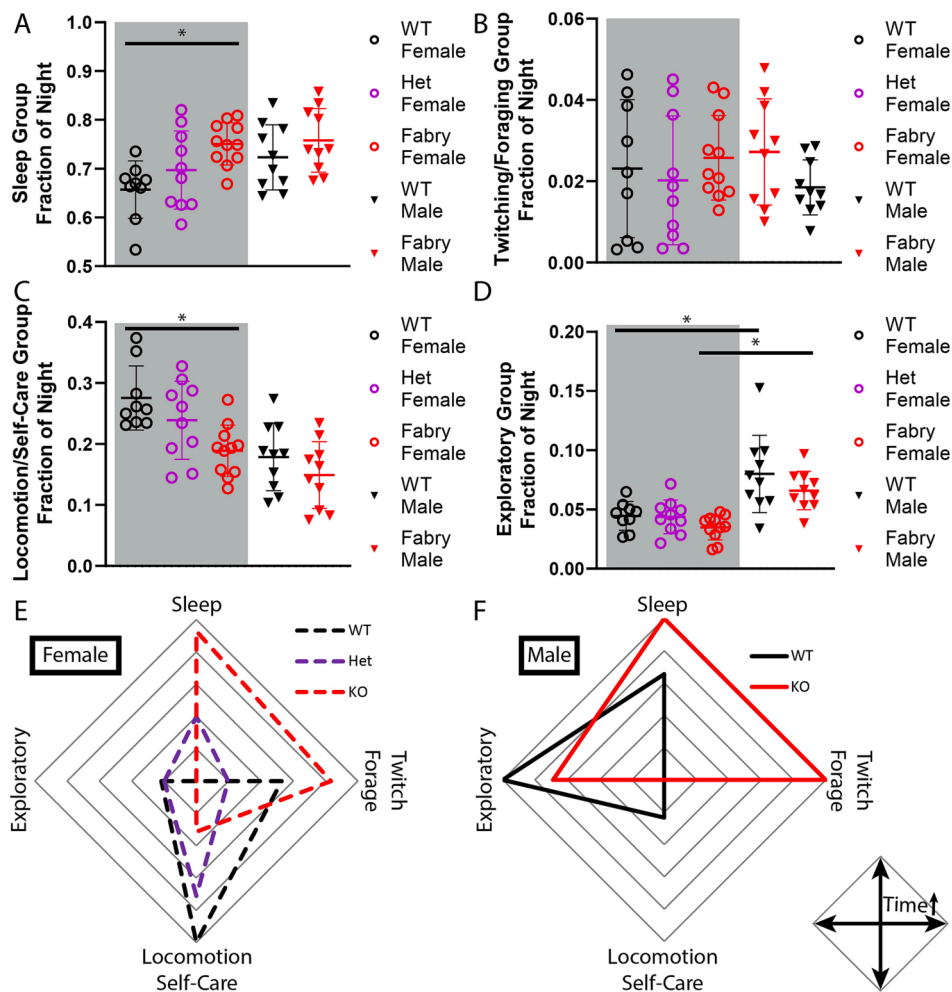 A
Sleep Group
Fraction of Night
1.0
0.9
0.8
0.7
0.6
0.5
*
WT
Female
Het
Female
Fabry
Female
WT
Male
Fabry
Male
B
Twitching/Foraging Group
Fraction of Night
0.06
0.04
0.02
0.00
WT
Female
Het
Female
Fabry
Female
WT
Male
Fabry
Male
C
Locomotion/Self-Care Group
Fraction of Night
0.4
0.3
0.2
0.1
0.0
*
WT
Female
Het
Female
Fabry
Female
WT
Male
Fabry
Male
D
Exploratory Group
Fraction of Night
0.20
0.15
0.10
0.05
0.00
*
*
WT
Female
Het
Female
Fabry
Female
WT
Male
Fabry
Male
E
Female
Sleep
WT
Het
KO
Exploratory
Twitch
Forage
Locomotion
Self-Care
F
Male
Sleep
WT
KO
Exploratory
Twitch
Forage
Locomotion
Self-Care
Time